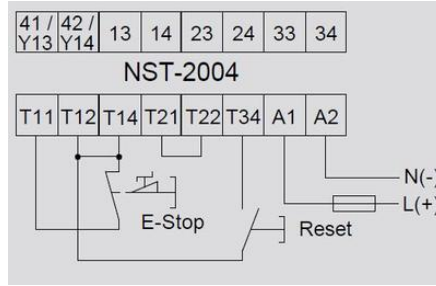 41 / 42 / 13 14 23 24 33 34
Y13 Y14
NST-2004
T11 T12 T14 T21 T22 T34 A1 A2
N(-)
L(+)
E-Stop
Reset